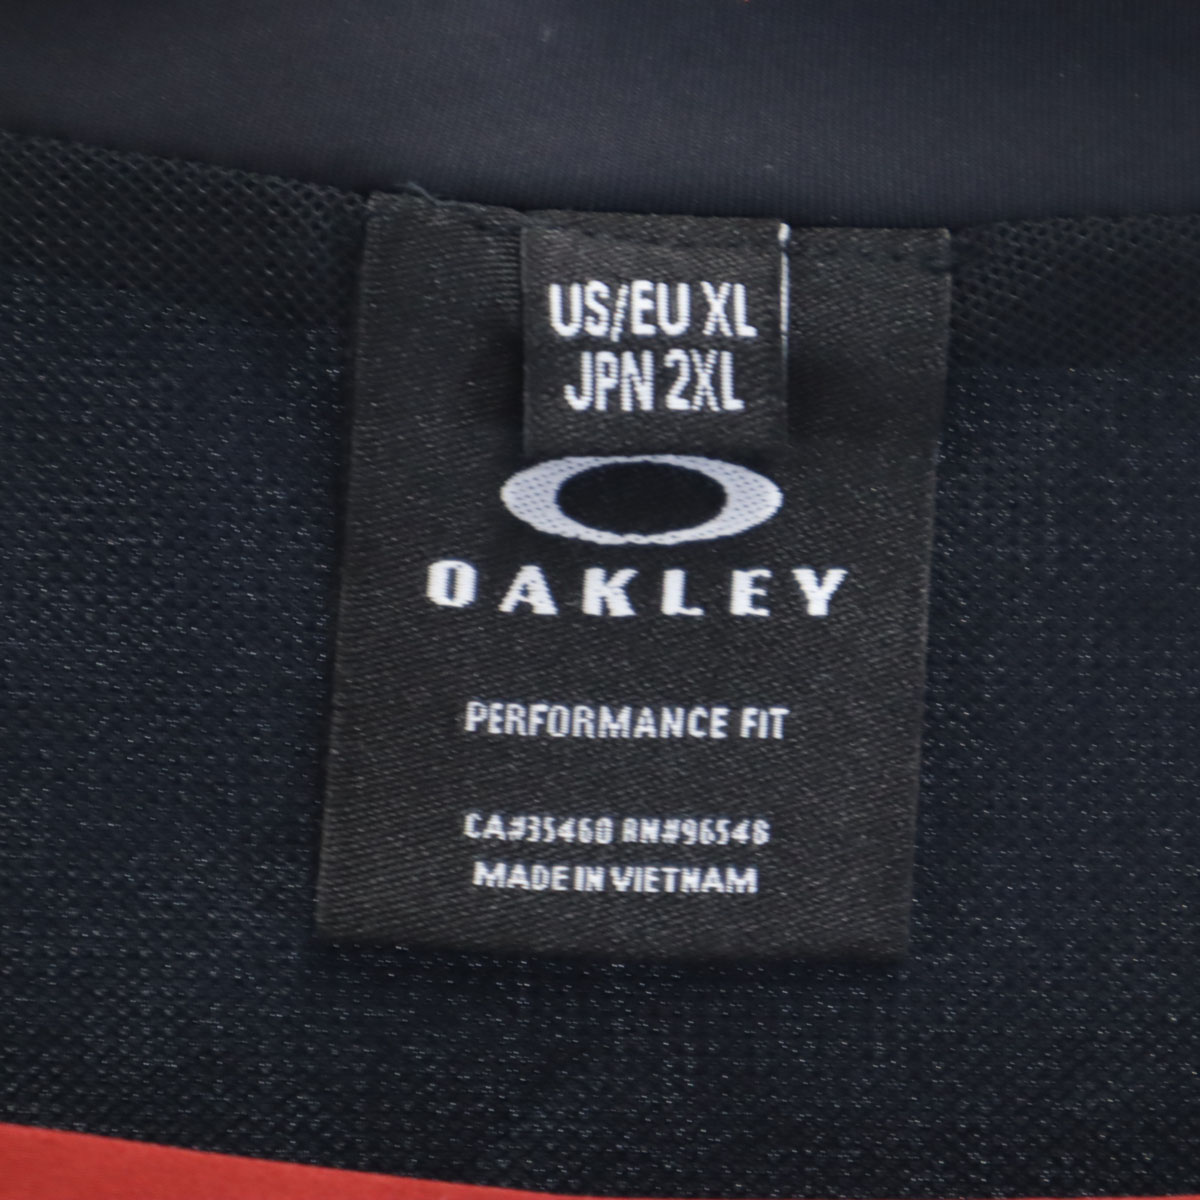 US/EU XL
JPN 2XL
OAKLEY
PERFORMANCE FIT
CA#35460 RN#96548
MADE IN VIETNAM